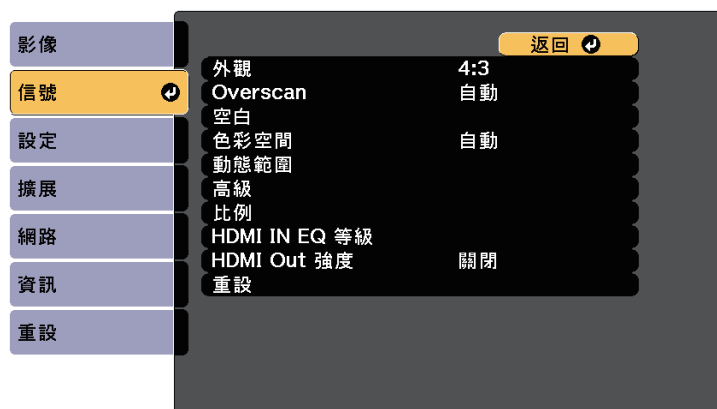 影像
信號
設定
擴展
網路
資訊
重設
返回
外觀 4:3
Overscan 自動
空白
色彩空間 自動
動態範圍
高級
比例
HDMI IN EQ 等級
HDMI Out 強度 關閉
重設